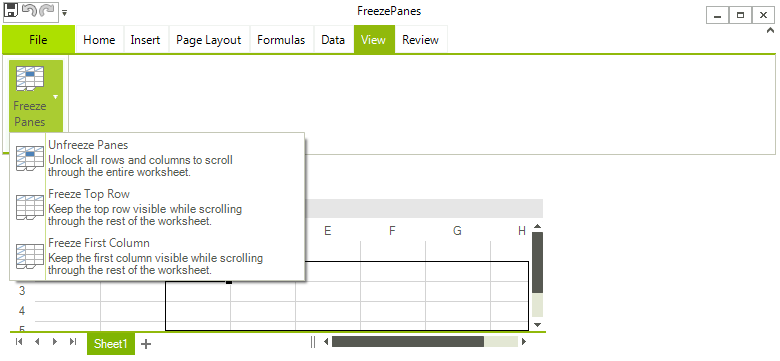 FreezePanes
File Home Insert Page Layout Formulas Data View Review
Freeze
Panes
Unfreeze Panes
Unlock all rows and columns to scroll
through the entire worksheet.
Freeze Top Row
Keep the top row visible while scrolling
through the rest of the worksheet.
Freeze First Column
Keep the first column visible while scrolling
through the rest of the worksheet.
E F G H
3
4
5
Sheet1